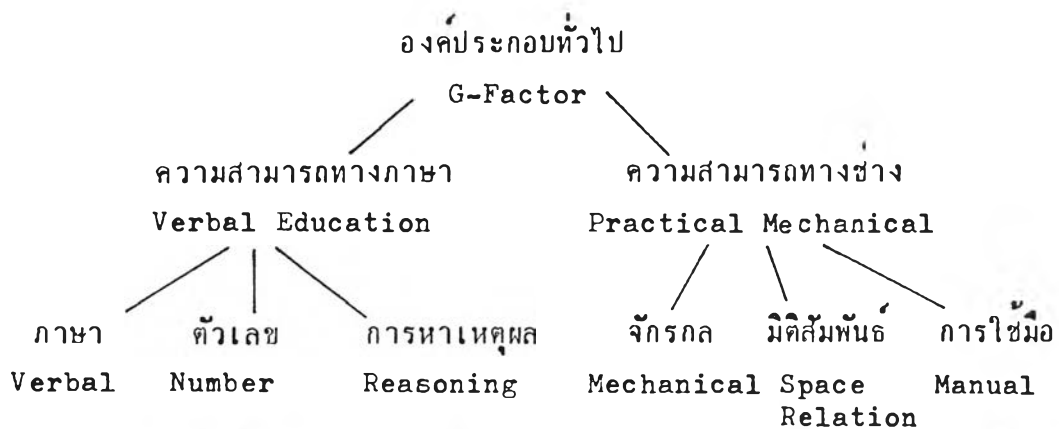 องค์ประกอบทั่วไป
G-Factor
ความสามารถทางภาษา ความสามารถทางช่าง
Verbal Education Practical Mechanical
ภาษา ตัวเลข การหาเหตุผล จักรกล มิติสัมพันธ์ การใช้มือ
Verbal Number Reasoning Mechanical Space Manual
Relation